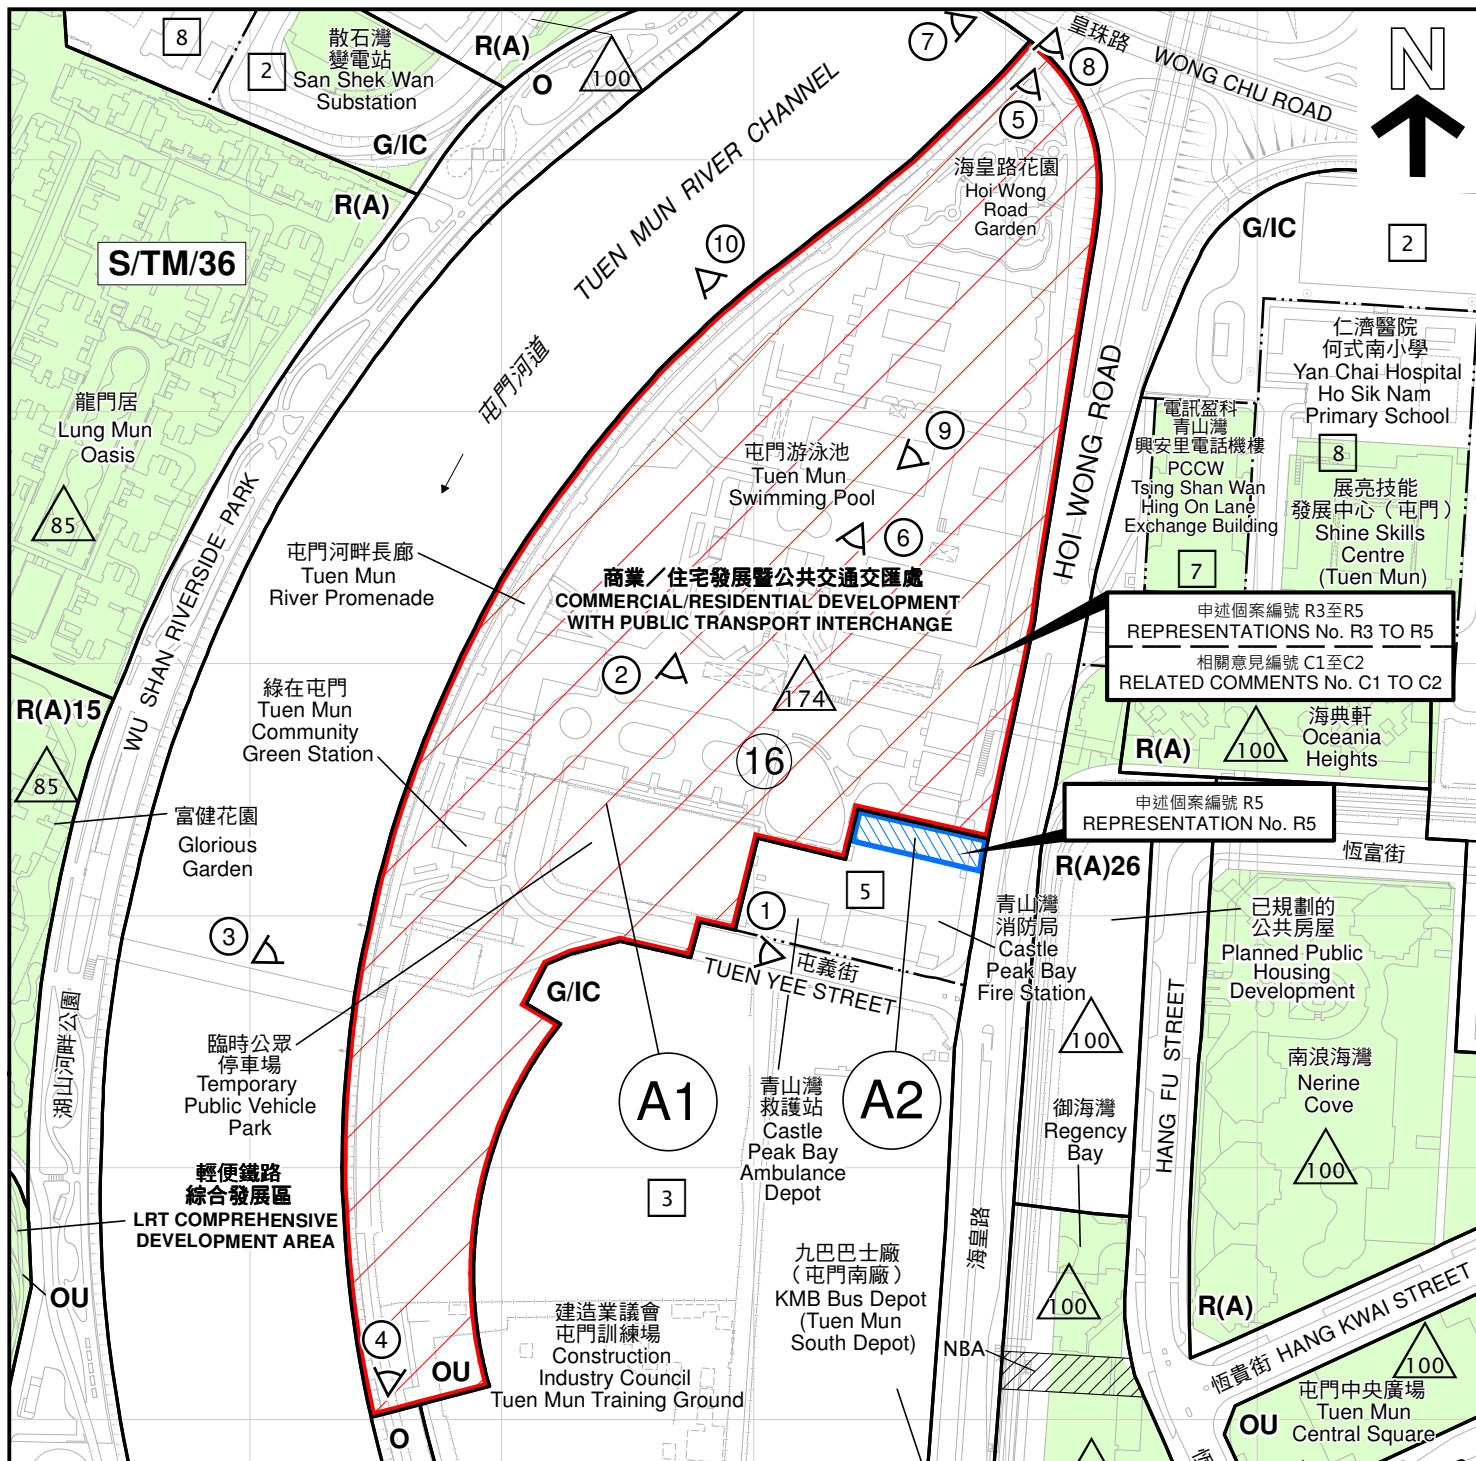 8
2
散石灣
變電站
San Shek Wan
Substation
R(A)
O
100
G/IC
R(A)
S/TM/36
7
8
5
皇珠路
WONG CHU ROAD
N
TUEN MUN RIVER CHANNEL
屯門河道
10
海皇路花園
Hoi Wong
Road
Garden
G/IC
2
仁濟醫院
何式南小學
Yan Chai Hospital
Ho Sik Nam
Primary School
8
電訊盈科
青山灣
興安里電話機樓
PCCW
Tsing Shan Wan
Hing On Lane
Exchange Building
7
展亮技能
發展中心（屯門）
Shine Skills
Centre
(Tuen Mun)
龍門居
Lung Mun
Oasis
85
WU SHAN RIVERSIDE PARK
HOI WONG ROAD
9
屯門游泳池
Tuen Mun
Swimming Pool
6
屯門河畔長廊
Tuen Mun
River Promenade
商業／住宅發展暨公共交通交匯處
COMMERCIAL/RESIDENTIAL DEVELOPMENT
WITH PUBLIC TRANSPORT INTERCHANGE
申述個案編號 R3至R5
REPRESENTATIONS No. R3 TO R5
相關意見編號 C1至C2
RELATED COMMENTS No. C1 TO C2
2
174
16
R(A)15
85
綠在屯門
Tuen Mun
Community
Green Station
R(A)
100
海典軒
Oceania
Heights
申述個案編號 R5
REPRESENTATION No. R5
富健花園
Glorious
Garden
恆富街
R(A)26
5
1
3
青山灣
消防局
Castle
Peak Bay
Fire Station
已規劃的
公共房屋
Planned Public
Housing
Development
屯義街
TUEN YEE STREET
G/IC
湖山河畔公園
臨時公眾
停車場
Temporary
Public Vehicle
Park
A1
A2
100
HANG FU STREET
南浪海灣
Nerine
Cove
100
青山灣
救護站
Castle
Peak Bay
Ambulance
Depot
御海灣
Regency
Bay
3
輕便鐵路
綜合發展區
LRT COMPREHENSIVE
DEVELOPMENT AREA
OU
海皇路
九巴巴士廠
（屯門南廠）
KMB Bus Depot
(Tuen Mun
South Depot)
100
NBA
R(A)
恆貴街 HANG KWAI STREET
100
4
OU
建造業議會
屯門訓練場
Construction
Industry Council
Tuen Mun Training Ground
O
OU
屯門中央廣場
Tuen Mun
Central Square